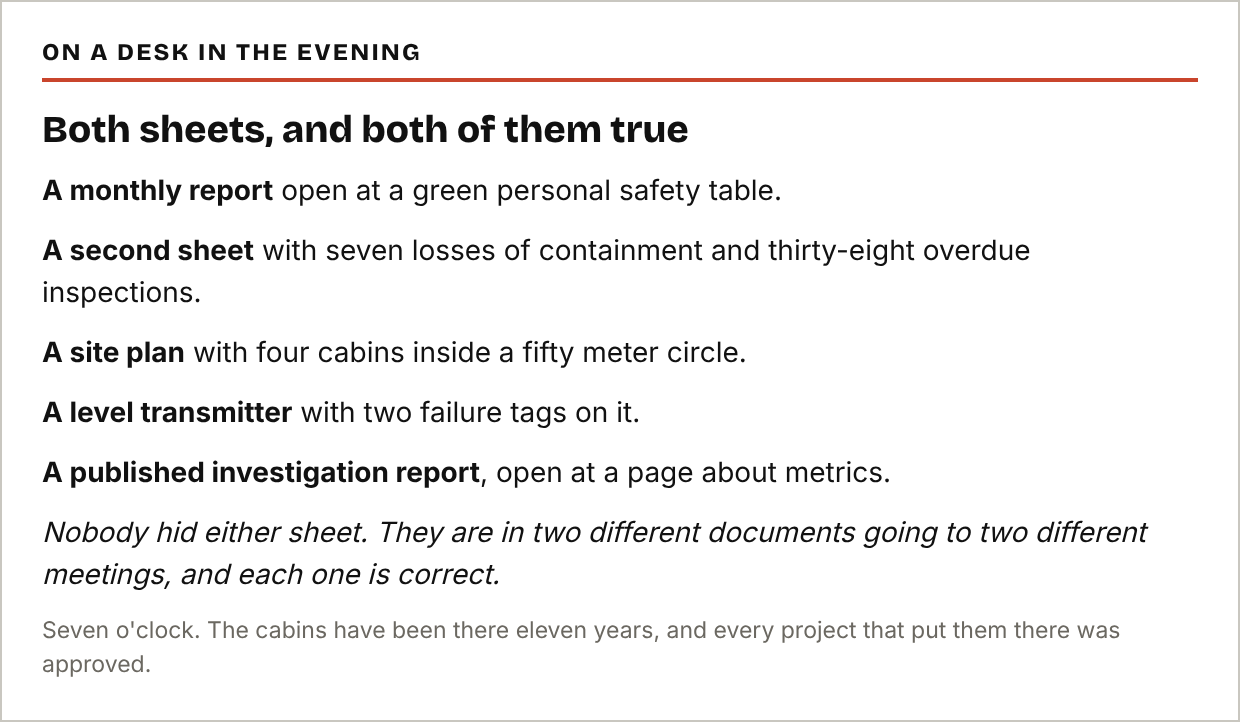 ON A DESK IN THE EVENING
Both sheets, and both of them true
A monthly report open at a green personal safety table.
A second sheet with seven losses of containment and thirty-eight overdue
inspections.
A site plan with four cabins inside a fifty meter circle.
A level transmitter with two failure tags on it.
A published investigation report, open at a page about metrics.
Nobody hid either sheet. They are in two different documents going to two different
meetings, and each one is correct.
Seven o'clock. The cabins have been there eleven years, and every project that put them there was
approved.